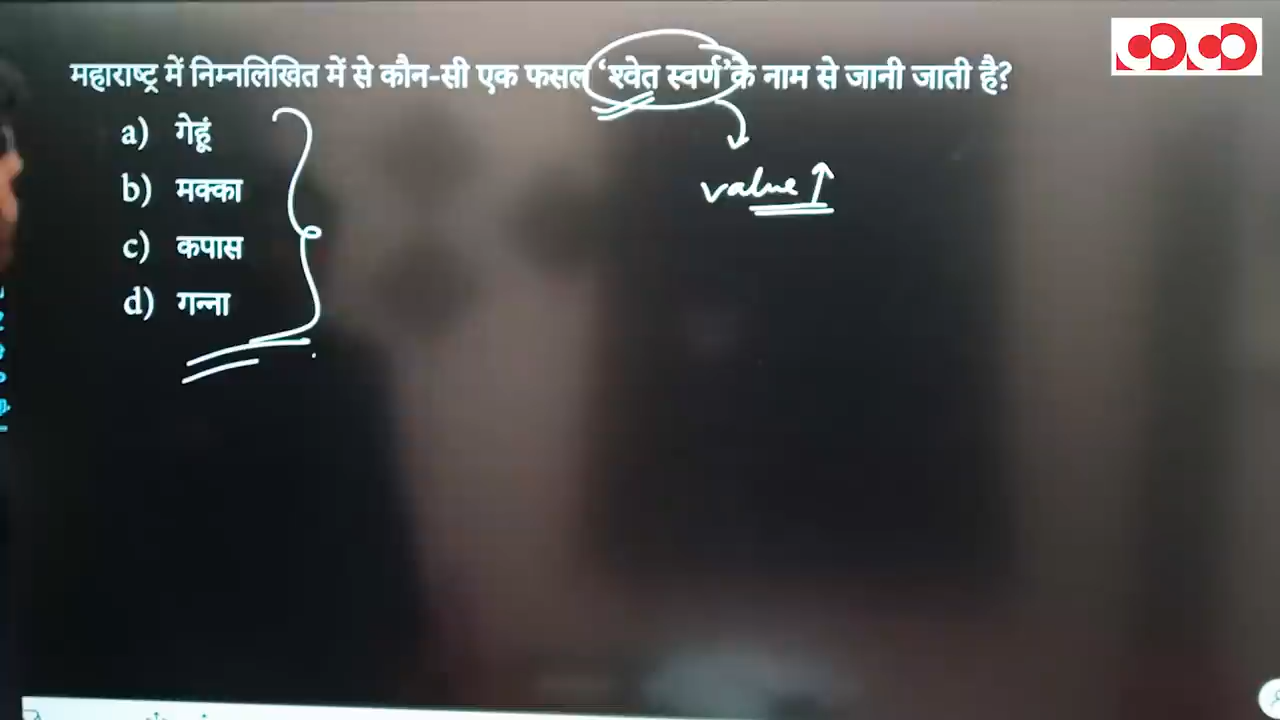 महाराष्ट्र में निम्नलिखित में से कौन-सी एक फसल ‘श्वेत स्वर्ण’के नाम से जानी जाती है?
a) गेहूं
b) मक्का
c) कपास
d) गन्ना
value ↑